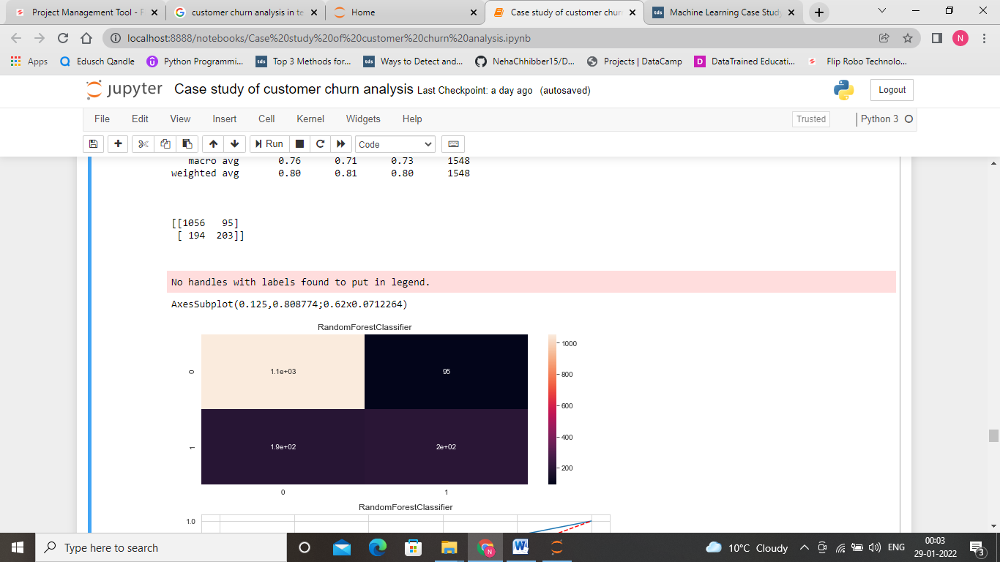 Project Management Tool - F
customer churn analysis in te
Home
Case study of customer churn
Machine Learning Case Study
localhost:8888/notebooks/Case%20study%20of%20customer%20churn%20analysis.ipynb
N
Apps
Edusch Qandle
Python Programmi...
tds Top 3 Methods for...
tds Ways to Detect and...
NehaChhibber15/D...
Projects | DataCamp
D DataTrained Educati...
Flip Robo Technolo...
jupyter Case study of customer churn analysis Last Checkpoint: a day ago (autosaved)
Logout
File Edit View Insert Cell Kernel Widgets Help
Trusted
Python 3
Run
Code
macro avg 0.76 0.71 0.73 1548
weighted avg 0.80 0.81 0.80 1548
[[1056 95]
[ 194 203]]
No handles with labels found to put in legend.
AxesSubplot(0.125,0.808774;0.62x0.0712264)
RandomForestClassifier
1000
0 1.1e+03 95
800
600
400
1 1.9e+02 2e+02
200
0 1
RandomForestClassifier
1.0
Type here to search
10°C Cloudy
ENG
00:03
29-01-2022
3